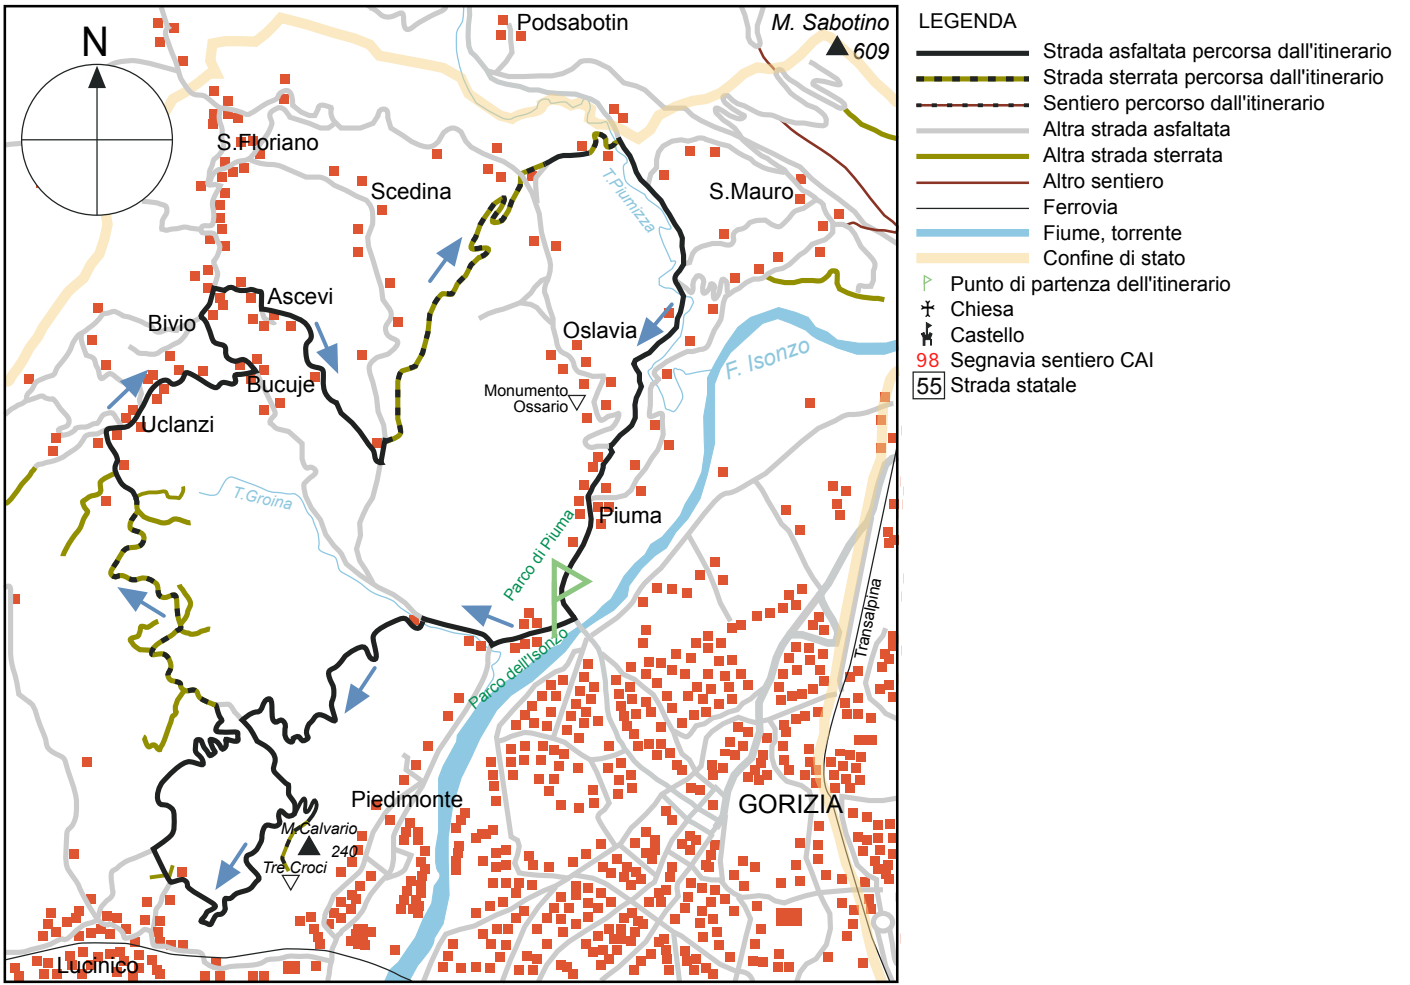 Podsabotin
M. Sabotino
609
N
S.Floriano
Scedina
T.Piumizza
S.Mauro
Ascevi
Bivio
Oslavia
F. Isonzo
Bucuje
Monumento
Ossario
Uclanzi
T.Groina
Piuma
Parco di Piuma
Parco dell'Isonzo
Transalpina
Piedimonte
GORIZIA
M.Calvario
240
Tre Croci
Lucinico
LEGENDA
Strada asfaltata percorsa dall'itinerario
Strada sterrata percorsa dall'itinerario
Sentiero percorso dall'itinerario
Altra strada asfaltata
Altra strada sterrata
Altro sentiero
Ferrovia
Fiume, torrente
Confine di stato
Punto di partenza dell'itinerario
Chiesa
Castello
98 Segnavia sentiero CAI
55 Strada statale